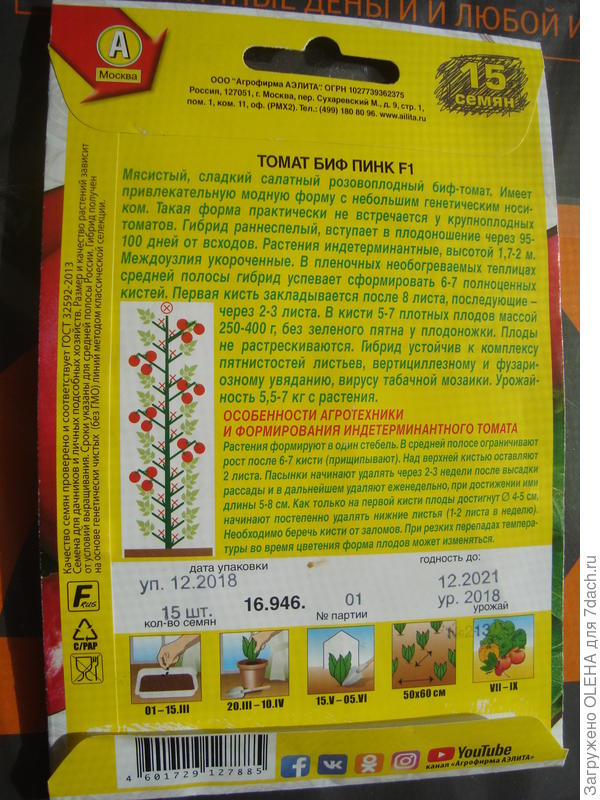 НЫЕ ДЕНЬГИ И ЛЮБОЙ И
А
Москва
ООО "Агрофирма АЭЛИТА" ОГРН 1027739362375
Россия, 127051, г. Москва, пер. Сухаревский М., д. 9, стр. 1,
пом. 1, ком. 11, оф. (РМХ2). Тел.: (499) 180 80 96. www.ailita.ru
15
семян
ТОМАТ БИФ ПИНК F1
Мясистый, сладкий салатный розовоплодный биф-томат. Имеет
привлекательную модную форму с небольшим генетическим носи-
ком. Такая форма практически не встречается у крупноплодных
томатов. Гибрид раннеспелый, вступает в плодоношение через 95-
100 дней от всходов. Растения индетерминантные, высотой 1,7-2 м.
Междоузлия укороченные. В пленочных необогреваемых теплицах
средней полосы гибрид успевает сформировать 6-7 полноценных
кистей. Первая кисть закладывается после 8 листа, последующие –
через 2-3 листа. В кисти 5-7 плотных плодов массой
250-400 г, без зеленого пятна у плодоножки. Плоды
не растрескиваются. Гибрид устойчив к комплексу
пятнистостей листьев, вертициллезному и фузари-
озному увяданию, вирусу табачной мозаики. Урожай-
ность 5,5-7 кг с растения.
ОСОБЕННОСТИ АГРОТЕХНИКИ
И ФОРМИРОВАНИЯ ИНДЕТЕРМИНАНТНОГО ТОМАТА
Растения формируют в один стебель. В средней полосе ограничивают
рост после 6-7 кисти (прищипывают). Над верхней кистью оставляют
2 листа. Пасынки начинают удалять через 2-3 недели после высадки
рассады и в дальнейшем удаляют еженедельно, при достижении ими
длины 5-8 см. Как только на первой кисти плоды достигнут Ø 4-5 см,
начинают постепенно удалять нижние листья (1-2 листа в неделю).
Необходимо беречь кисти от заломов. При резких перепадах темпера-
туры во время цветения форма плодов может изменяться.
Качество семян проверено и соответствует ГОСТ 32592-2013
Семена для дачников и личных подсобных хозяйств. Размер и качество растений зависит
от условий выращивания. Сроки указаны для средней полосы России. Гибрид получен
на основе генетически чистых (без ГМО) линий методом классической селекции.
дата упаковки
годность до:
уп. 12.2018
12.2021
15 шт.
16.946.
01
ур. 2018
кол-во семян
№ партии
урожай
№213
F
RUS
C/PAP
01 – 15.III
20.III – 10.IV
15.V – 05.VI
50х60 см
VII – IX
4 601729 127885
YouTube
канал «Агрофирма АЭЛИТА»
Загружено OLEHA для 7dach.ru